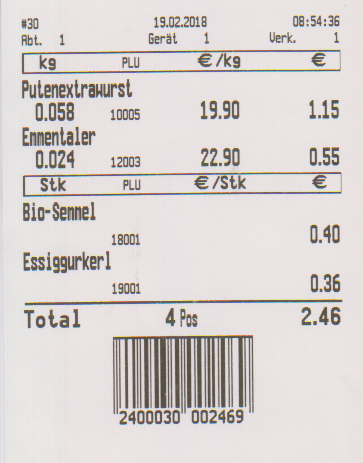 #30 19.02.2018 08:54:36
Abt. 1 Gerät 1 Verk. 1
kg PLU €/kg €
Putenextrawurst
0.058 10005 19.90 1.15
Emmentaler
0.024 12003 22.90 0.55
Stk PLU €/Stk €
Bio-Semmel
18001 0.40
Essiggurkerl
19001 0.36
Total 4 Pos 2.46
2400030 002469